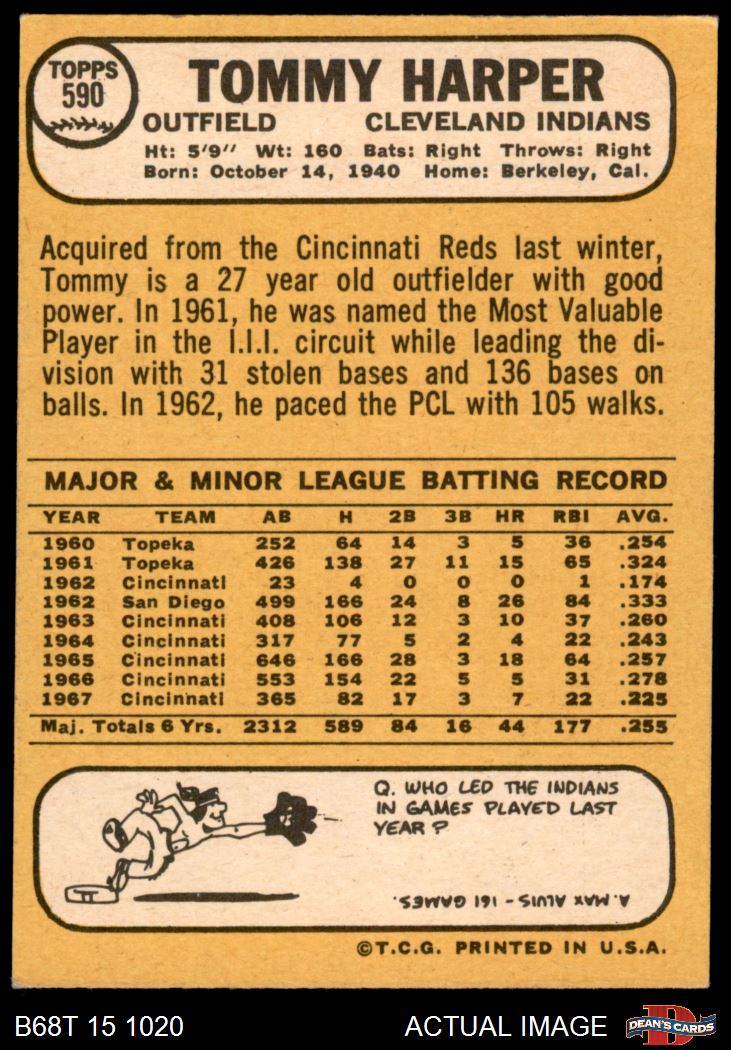 TOPPS
590
TOMMY HARPER
OUTFIELD CLEVELAND INDIANS
Ht: 5'9" Wt: 160 Bats: Right Throws: Right
Born: October 14, 1940 Home: Berkeley, Cal.
Acquired from the Cincinnati Reds last winter,
Tommy is a 27 year old outfielder with good
power. In 1961, he was named the Most Valuable
Player in the I.I.I. circuit while leading the di-
vision with 31 stolen bases and 136 bases on
balls. In 1962, he paced the PCL with 105 walks.
MAJOR & MINOR LEAGUE BATTING RECORD
YEAR TEAM AB H 2B 3B HR RBI AVG.
1960 Topeka 252 64 14 3 5 36 .254
1961 Topeka 426 138 27 11 15 65 .324
1962 Cincinnati 23 4 0 0 0 1 .174
1962 San Diego 499 166 24 8 26 84 .333
1963 Cincinnati 408 106 12 3 10 37 .260
1964 Cincinnati 317 77 5 2 4 22 .243
1965 Cincinnati 646 166 28 3 18 64 .257
1966 Cincinnati 553 154 22 5 5 31 .278
1967 Cincinnati 365 82 17 3 7 22 .225
Maj. Totals 6 Yrs. 2312 589 84 16 44 177 .255
Q. WHO LED THE INDIANS
IN GAMES PLAYED LAST
YEAR?
A. MAX ALVIS - 161 GAMES.
©T.C.G. PRINTED IN U.S.A.
B68T 15 1020 ACTUAL IMAGE
D
DEAN'S CARDS